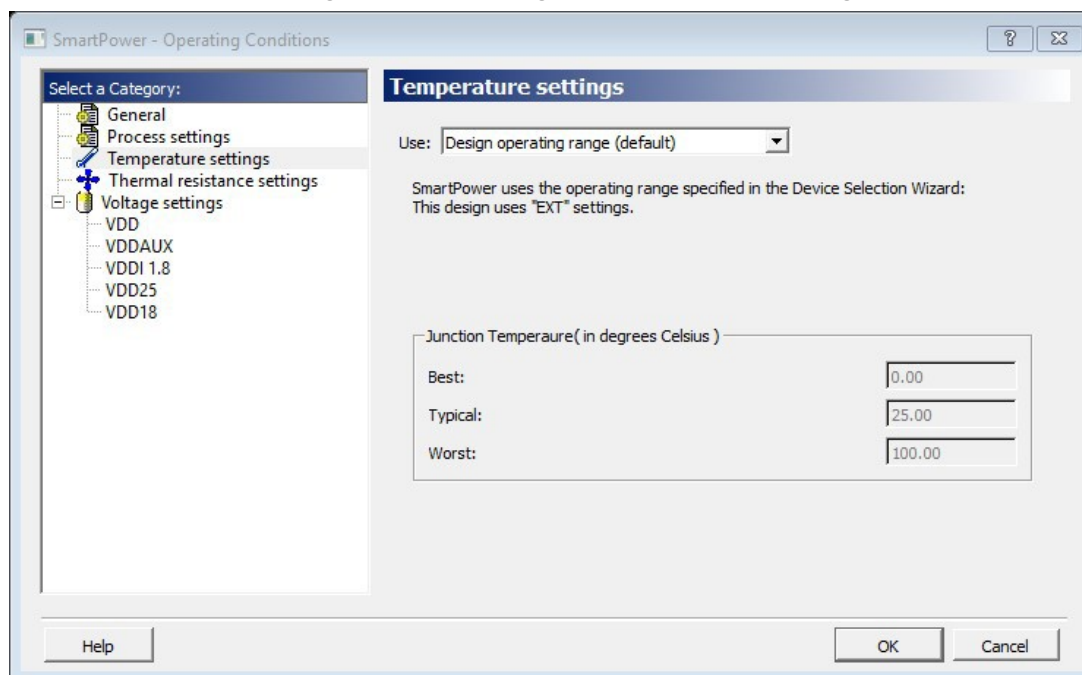 SmartPower - Operating Conditions
Select a Category:
General
Process settings
Temperature settings
Thermal resistance settings
Voltage settings
VDD
VDDAUX
VDDI 1.8
VDD25
VDD18
Temperature settings
Use: Design operating range (default)
SmartPower uses the operating range specified in the Device Selection Wizard:
This design uses "EXT" settings.
Junction Temperaure( in degrees Celsius )
Best: 0.00
Typical: 25.00
Worst: 100.00
Help OK Cancel